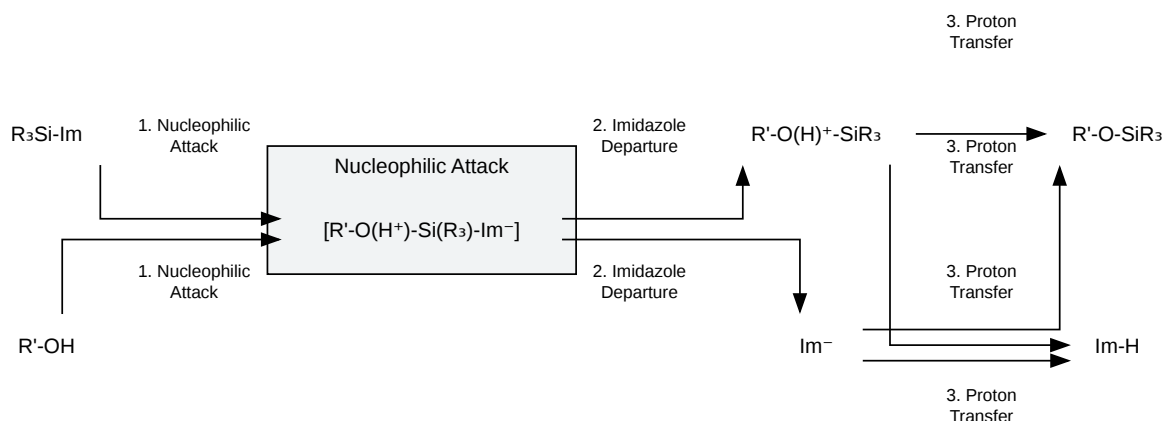 3. Proton
Transfer
R₃Si-Im
1. Nucleophilic
Attack
2. Imidazole
Departure
R'-O(H)⁺-SiR₃
3. Proton
Transfer
R'-O-SiR₃
Nucleophilic Attack
[R'-O(H⁺)-Si(R₃)-Im⁻]
1. Nucleophilic
Attack
2. Imidazole
Departure
3. Proton
Transfer
R'-OH
Im⁻
Im-H
3. Proton
Transfer